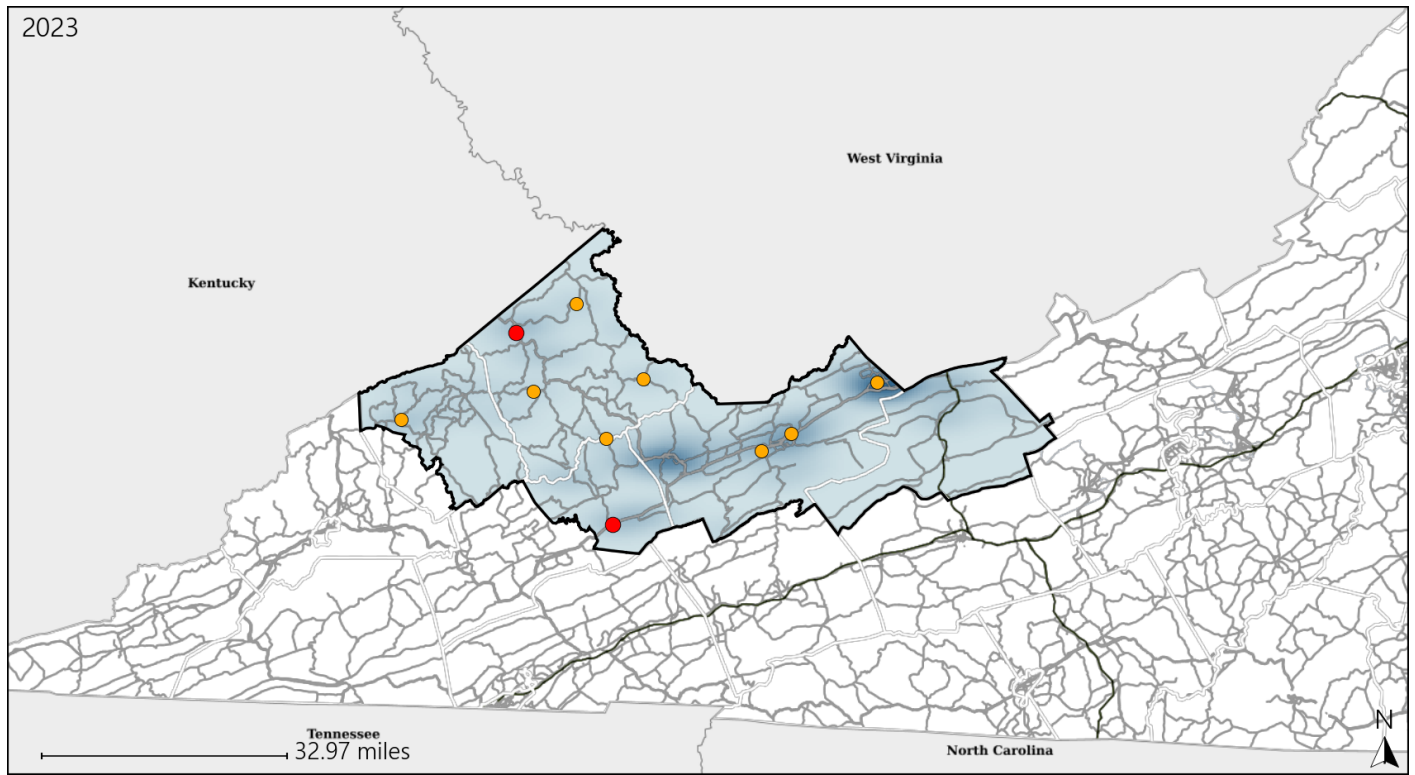 2023
West Virginia
Kentucky
N
Tennessee
32.97 miles
North Carolina